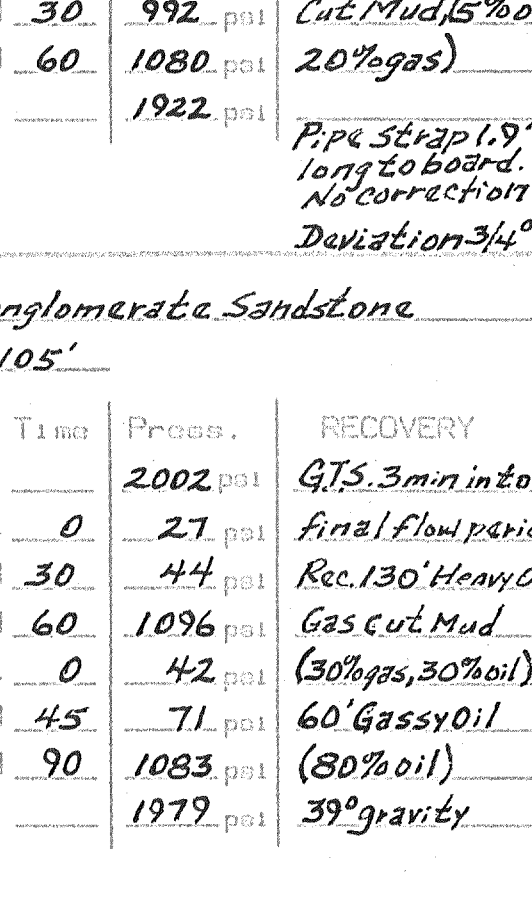 30 992 psi Cut Mud,(5%o
60 1080 psi 20%gas)
1922 psi
Pipe strap 1.9'
long to board.
No correction
Deviation 3/4°
nglomerate Sandstone
105'
Time Press. RECOVERY
2002 psi G.T.S. 3 min into
0 27 psi final flow perio
30 44 psi Rec. 130' Heavy O
60 1096 psi Gas cut Mud
0 42 psi (30%gas, 30%oil)
45 71 psi 60' Gassy Oil
90 1083 psi (80% oil)
1979 psi 39° gravity